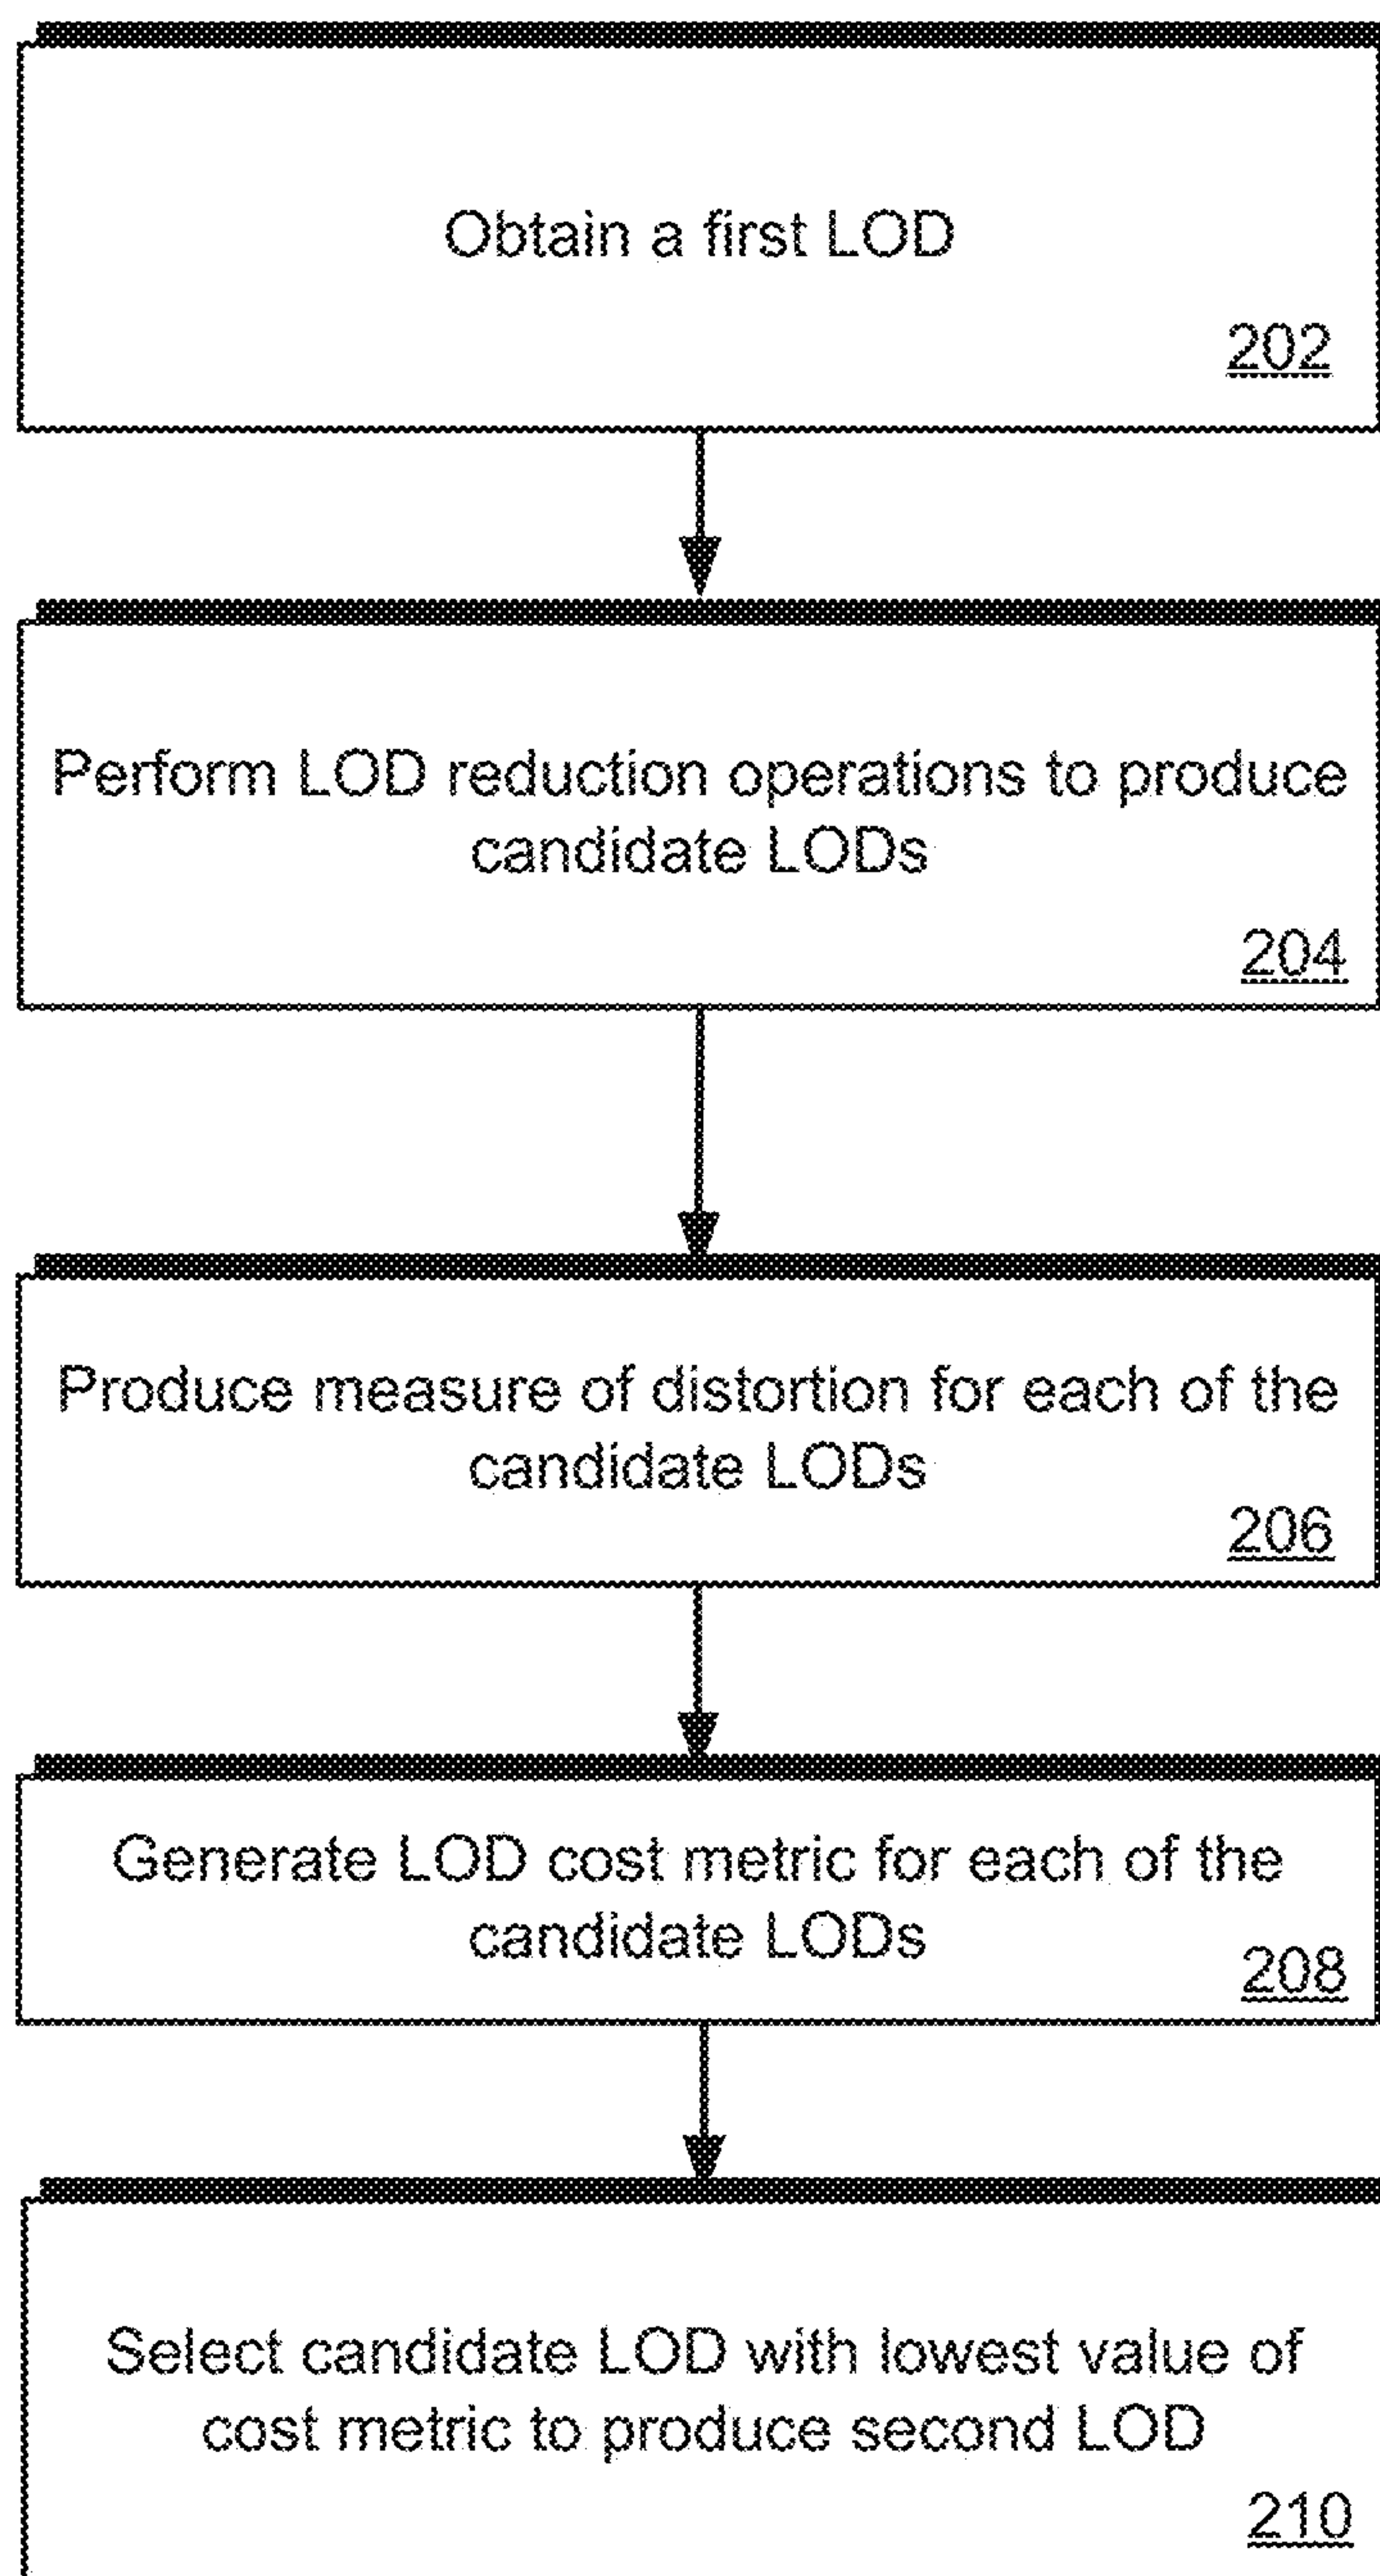 Obtain a first LOD
202
Perform LOD reduction operations to produce
candidate LODs
204
Produce measure of distortion for each of the
candidate LODs
206
Generate LOD cost metric for each of the
candidate LODs
208
Select candidate LOD with lowest value of
cost metric to produce second LOD
210